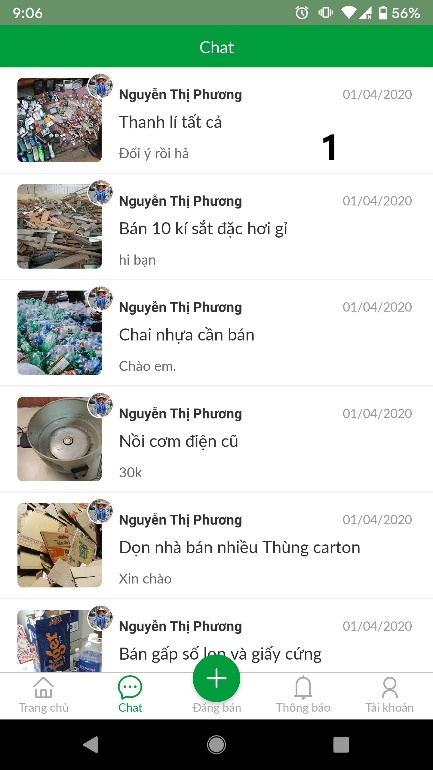 9:06
56%
Chat
Nguyễn Thị Phương
01/04/2020
Thanh lí tất cả
Đổi ý rồi hả
1
Nguyễn Thị Phương
01/04/2020
Bán 10 kí sắt đặc hơi gỉ
hi bạn
Nguyễn Thị Phương
01/04/2020
Chai nhựa cần bán
Chào em.
Nguyễn Thị Phương
01/04/2020
Nồi cơm điện cũ
30k
Nguyễn Thị Phương
01/04/2020
Dọn nhà bán nhiều Thùng carton
Xin chào
Nguyễn Thị Phương
01/04/2020
Bán gấp số lon và giấy cứng
Tiger
Trang chủ
Chat
Đăng bán
Thông báo
Tài khoản